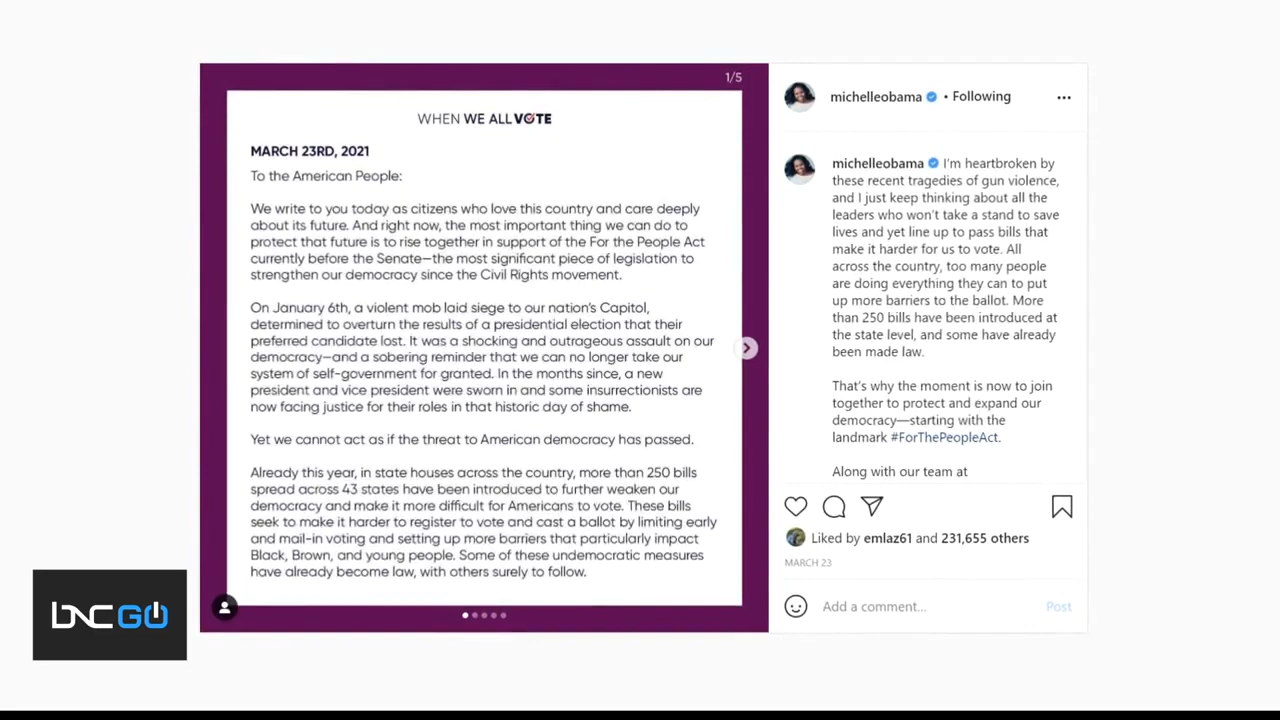 1/5
WHEN WE ALL VOTE
MARCH 23RD, 2021
To the American People:
We write to you today as citizens who love this country and care deeply
about its future. And right now, the most important thing we can do to
protect that future is to rise together in support of the For the People Act
currently before the Senate—the most significant piece of legislation to
strengthen our democracy since the Civil Rights movement.
On January 6th, a violent mob laid siege to our nation's Capitol,
determined to overturn the results of a presidential election that their
preferred candidate lost. It was a shocking and outrageous assault on our
democracy—and a sobering reminder that we can no longer take our
system of self-government for granted. In the months since, a new
president and vice president were sworn in and some insurrectionists are
now facing justice for their roles in that historic day of shame.
Yet we cannot act as if the threat to American democracy has passed.
Already this year, in state houses across the country, more than 250 bills
spread across 43 states have been introduced to further weaken our
democracy and make it more difficult for Americans to vote. These bills
seek to make it harder to register to vote and cast a ballot by limiting early
and mail-in voting and setting up more barriers that particularly impact
Black, Brown, and young people. Some of these undemocratic measures
have already become law, with others surely to follow.
michelleobama • Following
michelleobama I'm heartbroken by
these recent tragedies of gun violence,
and I just keep thinking about all the
leaders who won't take a stand to save
lives and yet line up to pass bills that
make it harder for us to vote. All
across the country, too many people
are doing everything they can to put
up more barriers to the ballot. More
than 250 bills have been introduced at
the state level, and some have already
been made law.
That's why the moment is now to join
together to protect and expand our
democracy—starting with the
landmark #ForThePeopleAct.
Along with our team at
Liked by emlaz61 and 231,655 others
MARCH 23
Add a comment...
Post
BNC GO